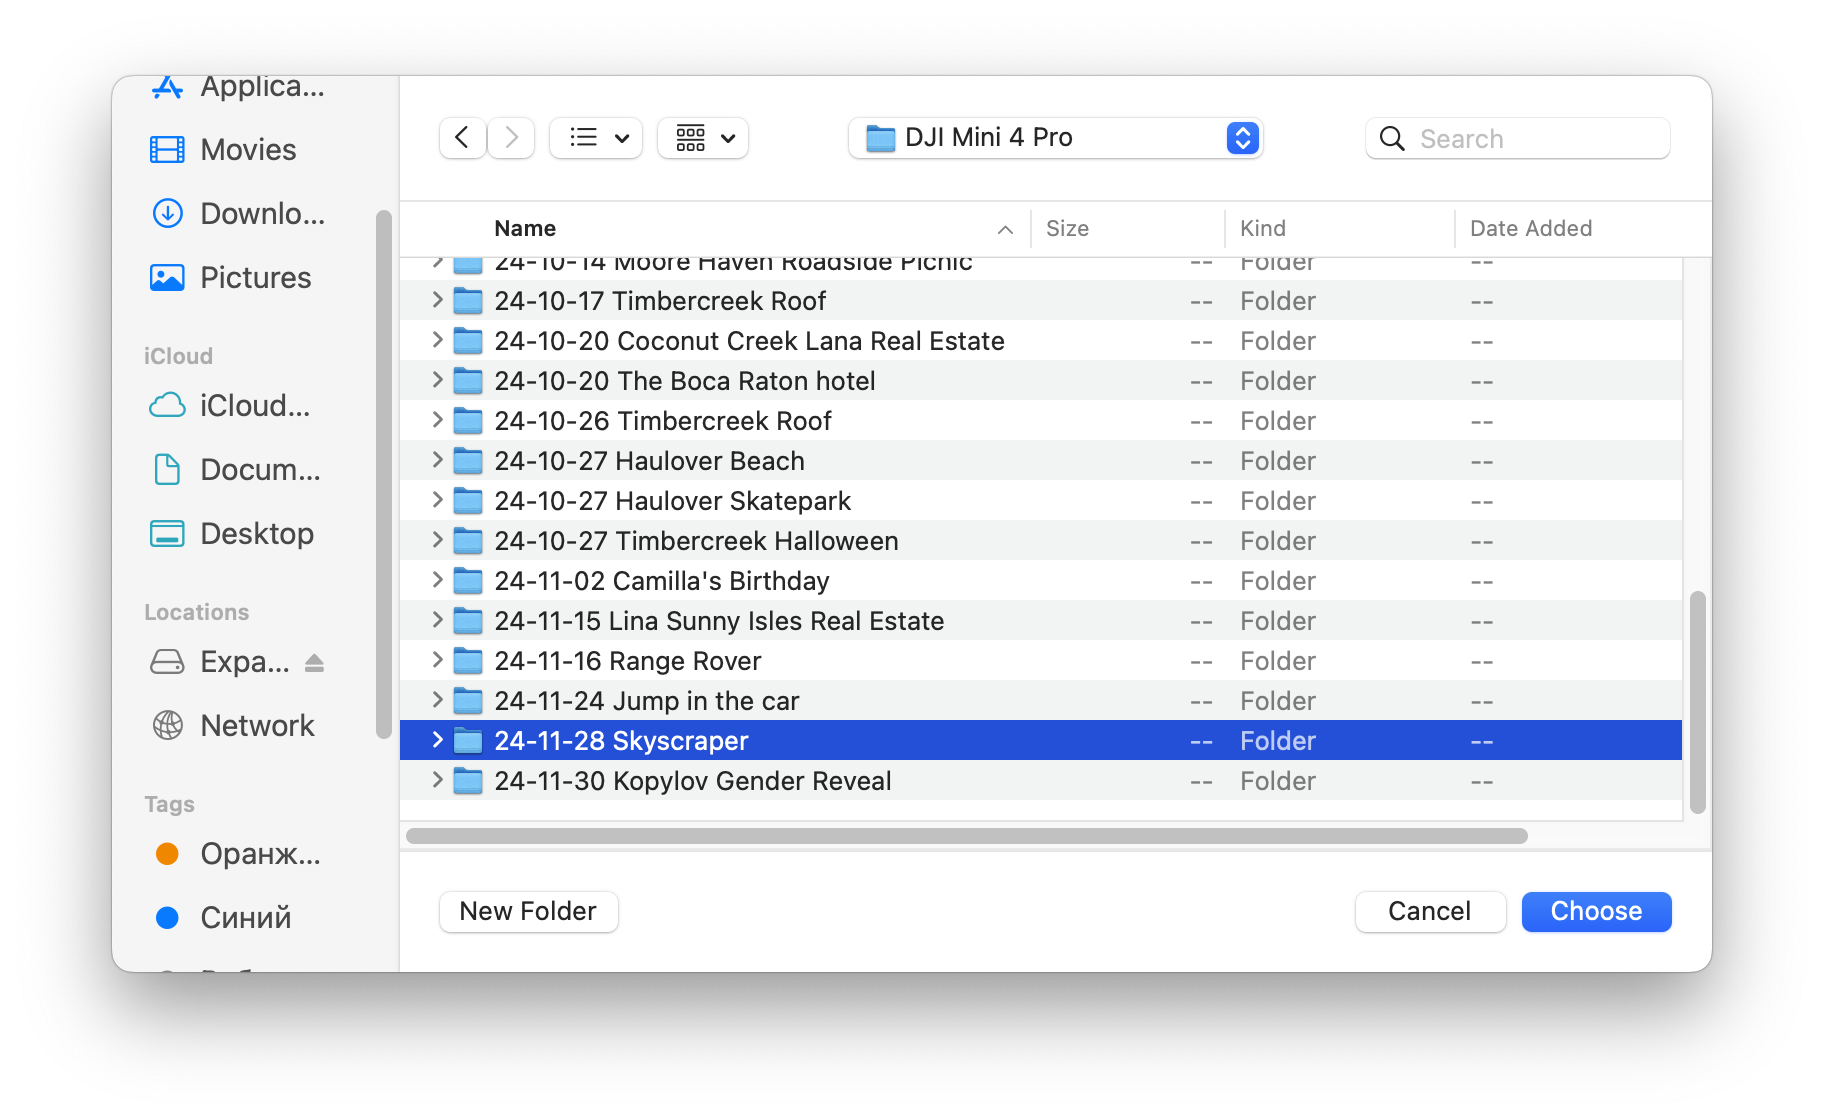 Applica...
Movies
Downlo...
Pictures
iCloud
iCloud...
Docum...
Desktop
Locations
Expa...
Network
Tags
Оранж...
Синий
DJI Mini 4 Pro
Search
Name Size Kind Date Added
24-10-14 Moore Haven Roadside Picnic -- Folder --
24-10-17 Timbercreek Roof -- Folder --
24-10-20 Coconut Creek Lana Real Estate -- Folder --
24-10-20 The Boca Raton hotel -- Folder --
24-10-26 Timbercreek Roof -- Folder --
24-10-27 Haulover Beach -- Folder --
24-10-27 Haulover Skatepark -- Folder --
24-10-27 Timbercreek Halloween -- Folder --
24-11-02 Camilla's Birthday -- Folder --
24-11-15 Lina Sunny Isles Real Estate -- Folder --
24-11-16 Range Rover -- Folder --
24-11-24 Jump in the car -- Folder --
24-11-28 Skyscraper -- Folder --
24-11-30 Kopylov Gender Reveal -- Folder --
New Folder
Cancel
Choose